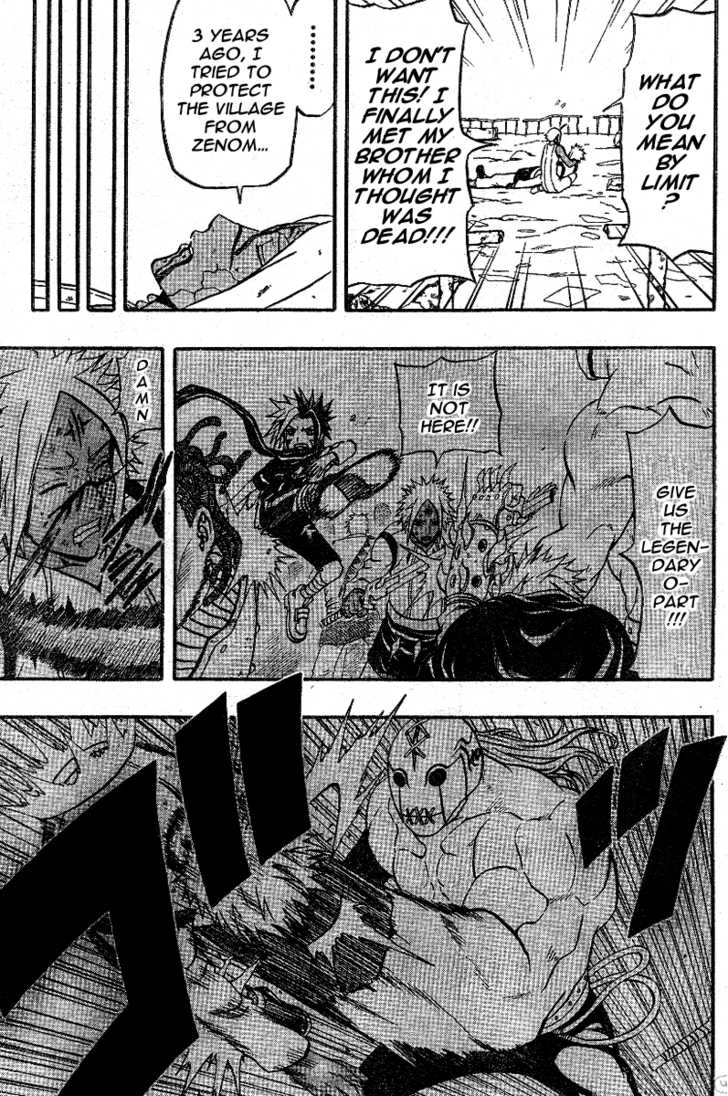 WHAT
DO
YOU
MEAN
BY
LIMIT
?
I DON'T
WANT
THIS! I
FINALLY
MET MY
BROTHER
WHOM I
THOUGHT
WAS
DEAD!!!
..........
3 YEARS
AGO, I
TRIED TO
PROTECT
THE VILLAGE
FROM
ZENOM...
GIVE
US
THE
LEGEN-
DARY
O-
PART
!!!
IT IS
NOT
HERE!!
DAMN